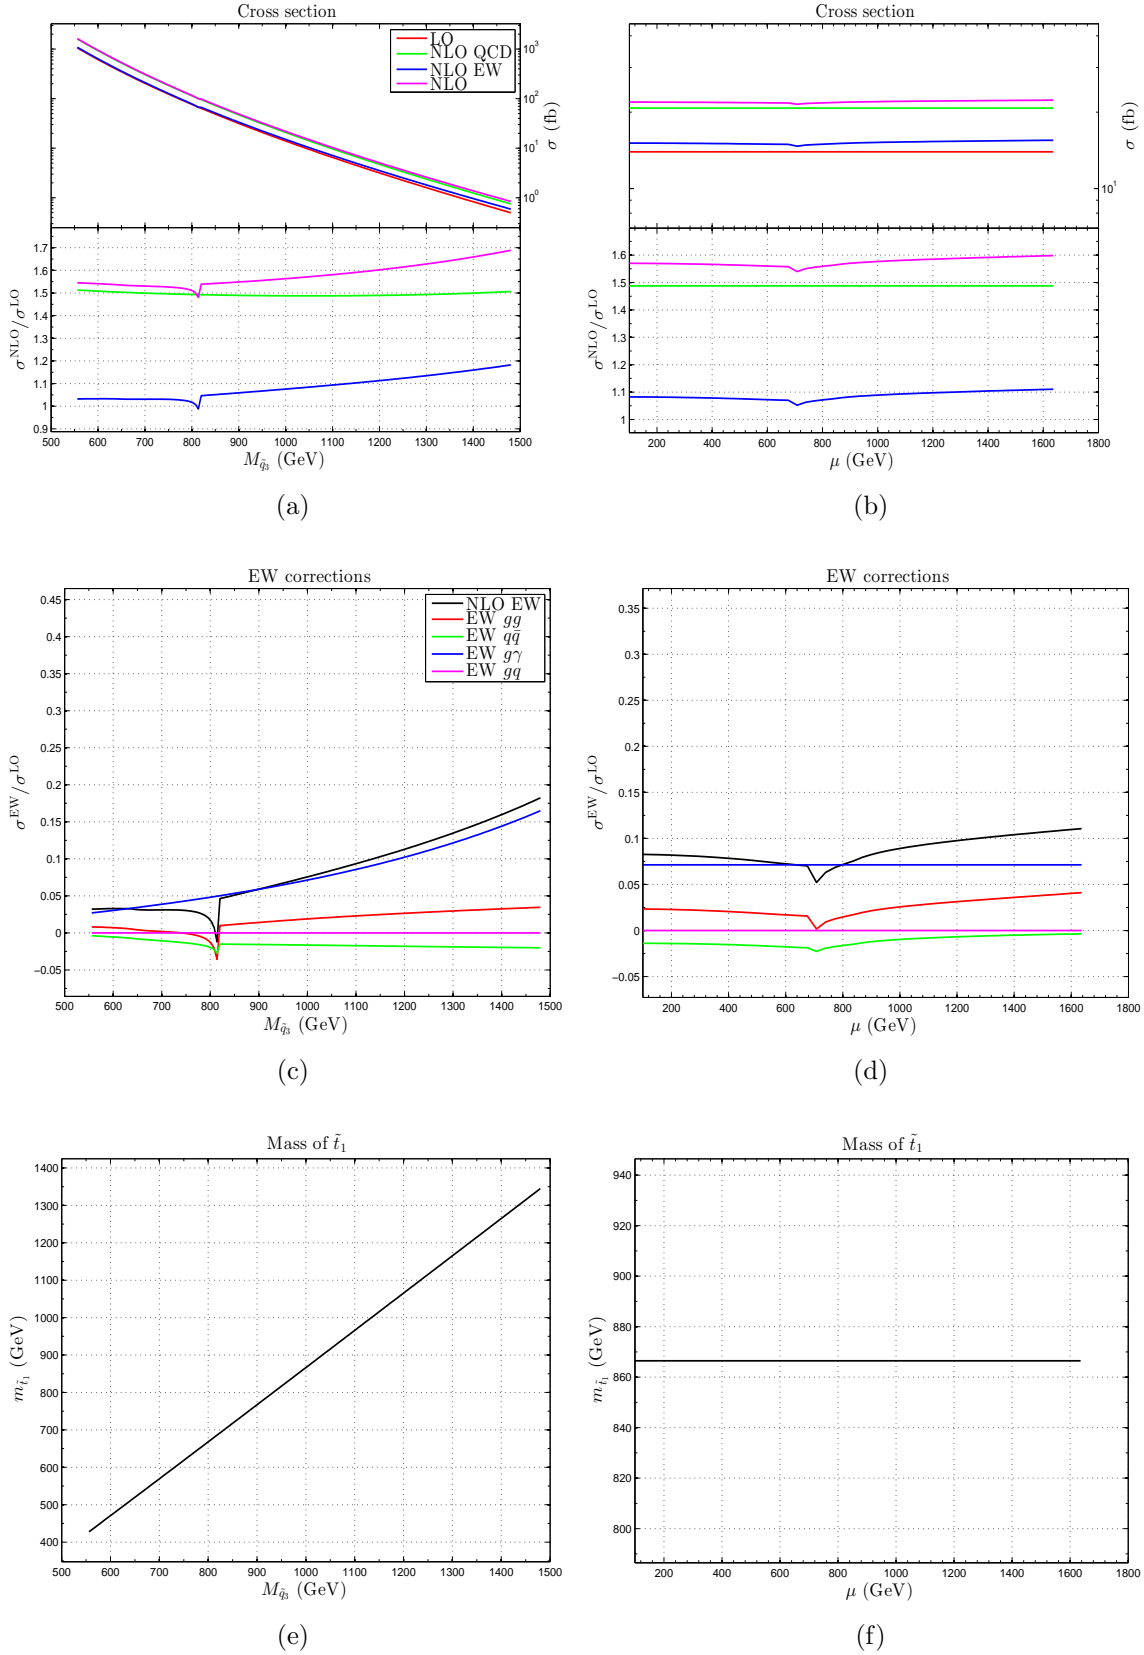 Cross section
LO
NLO QCD
NLO EW
NLO
10³
10²
10¹
10⁰
σ (fb)
1.7
1.6
1.5
1.4
1.3
1.2
1.1
1
0.9
σ^NLO/σ^LO
500 600 700 800 900 1000 1100 1200 1300 1400 1500
M_q̃₃ (GeV)
(a)
Cross section
10¹
σ (fb)
1.6
1.5
1.4
1.3
1.2
1.1
1
σ^NLO/σ^LO
200 400 600 800 1000 1200 1400 1600 1800
μ (GeV)
(b)
EW corrections
NLO EW
EW gg
EW qq̄
EW gγ
EW gq
0.45
0.4
0.35
0.3
0.25
0.2
0.15
0.1
0.05
0
−0.05
σ^EW/σ^LO
500 600 700 800 900 1000 1100 1200 1300 1400 1500
M_q̃₃ (GeV)
(c)
EW corrections
0.35
0.3
0.25
0.2
0.15
0.1
0.05
0
−0.05
σ^EW/σ^LO
200 400 600 800 1000 1200 1400 1600 1800
μ (GeV)
(d)
Mass of t̃₁
1400
1300
1200
1100
1000
900
800
700
600
500
400
m_t̃₁ (GeV)
500 600 700 800 900 1000 1100 1200 1300 1400 1500
M_q̃₃ (GeV)
(e)
Mass of t̃₁
940
920
900
880
860
840
820
800
m_t̃₁ (GeV)
200 400 600 800 1000 1200 1400 1600 1800
μ (GeV)
(f)